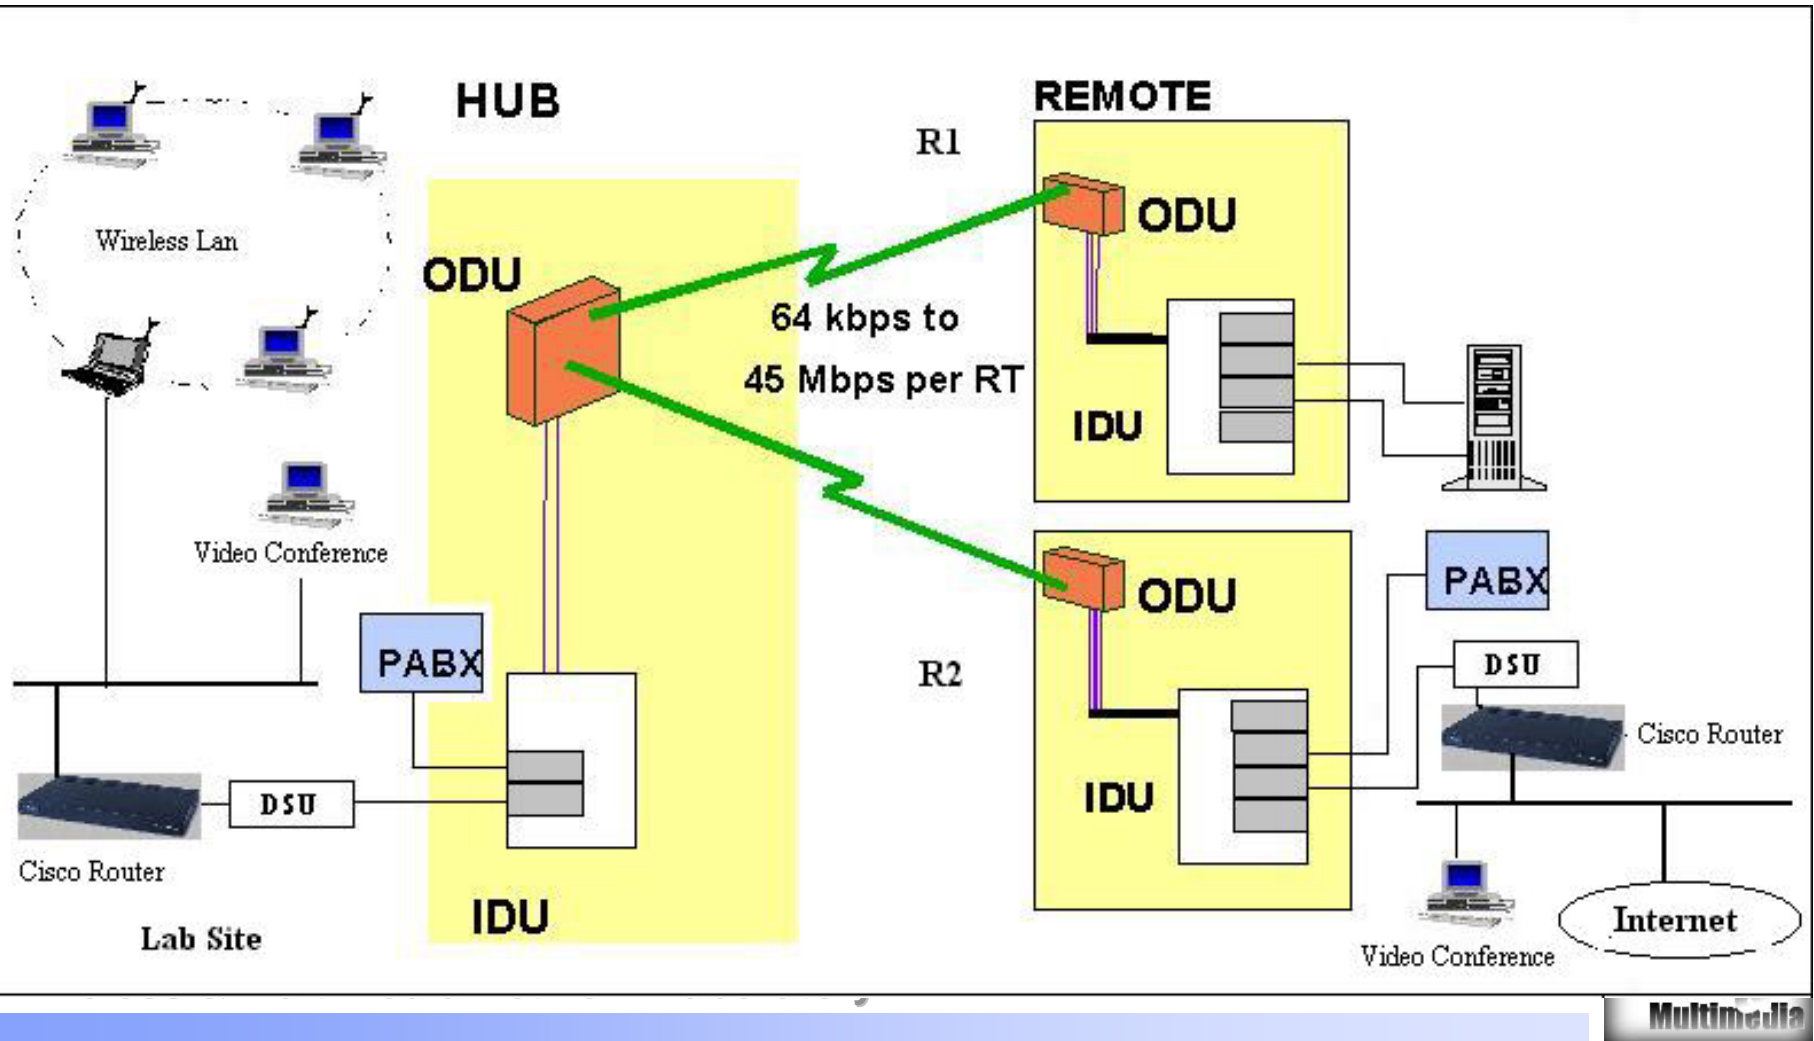 HUB
REMOTE
R1
ODU
Wireless Lan
ODU
64 kbps to
45 Mbps per RT
IDU
Video Conference
PABX
ODU
PABX
R2
DSU
Cisco Router
IDU
DSU
Cisco Router
IDU
Lab Site
Internet
Video Conference
Multimedia